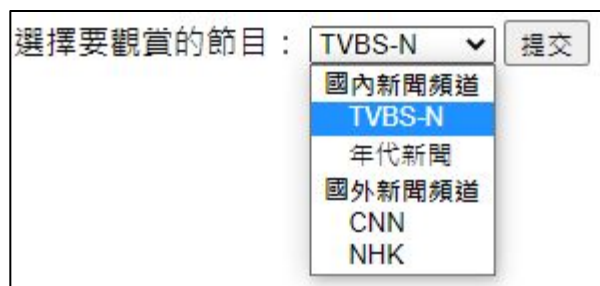 選擇要觀賞的節目： TVBS-N 提交
國內新聞頻道
TVBS-N
年代新聞
國外新聞頻道
CNN
NHK